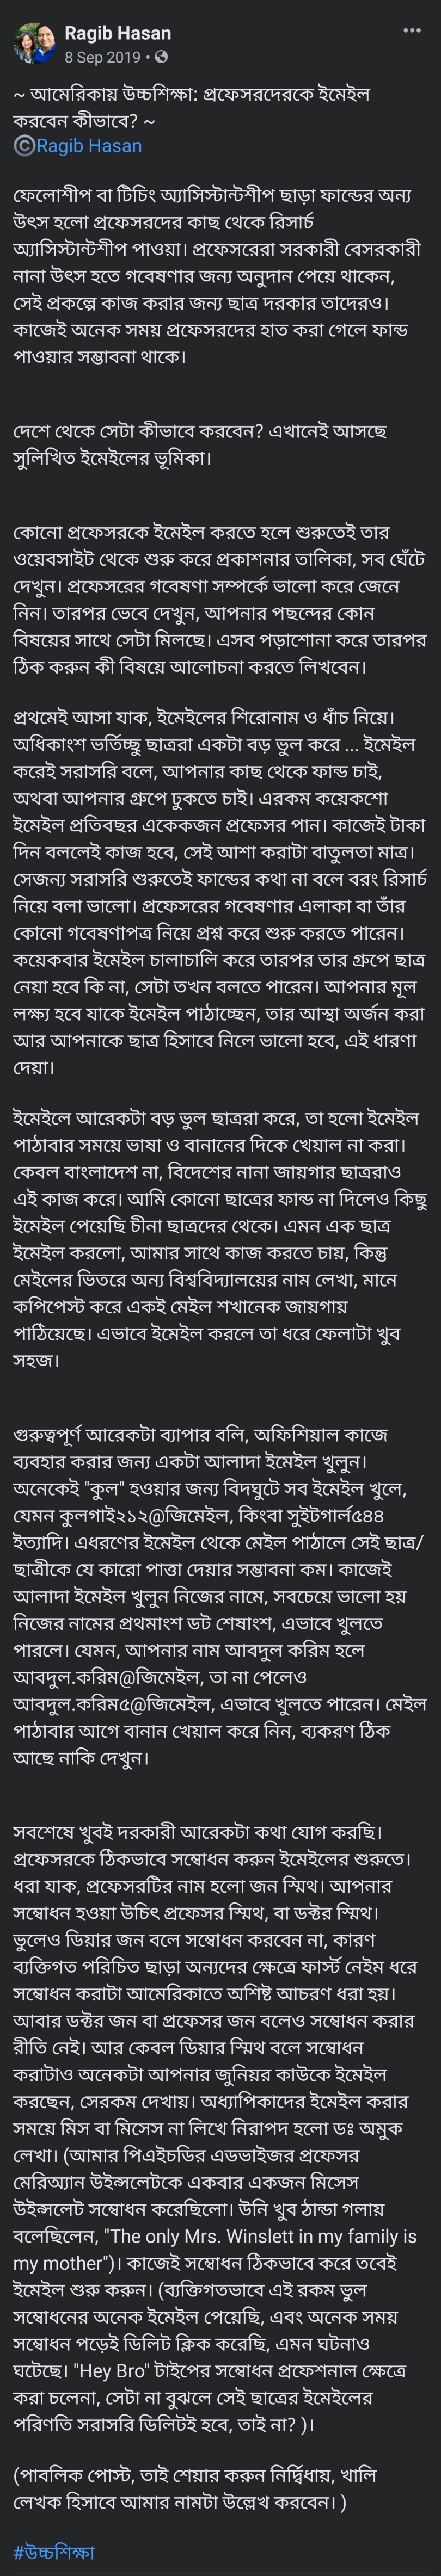 Ragib Hasan
8 Sep 2019 •
~ আমেরিকায় উচ্চশিক্ষা: প্রফেসরদেরকে ইমেইল
করবেন কীভাবে? ~
©Ragib Hasan
ফেলোশীপ বা টিচিং অ্যাসিস্টান্টশীপ ছাড়া ফান্ডের অন্য
উৎস হলো প্রফেসরদের কাছ থেকে রিসার্চ
অ্যাসিস্টান্টশীপ পাওয়া। প্রফেসরেরা সরকারী বেসরকারী
নানা উৎস হতে গবেষণার জন্য অনুদান পেয়ে থাকেন,
সেই প্রকল্পে কাজ করার জন্য ছাত্র দরকার তাদেরও।
কাজেই অনেক সময় প্রফেসরদের হাত করা গেলে ফান্ড
পাওয়ার সম্ভাবনা থাকে।
দেশে থেকে সেটা কীভাবে করবেন? এখানেই আসছে
সুলিখিত ইমেইলের ভূমিকা।
কোনো প্রফেসরকে ইমেইল করতে হলে শুরুতেই তার
ওয়েবসাইট থেকে শুরু করে প্রকাশনার তালিকা, সব ঘেঁটে
দেখুন। প্রফেসরের গবেষণা সম্পর্কে ভালো করে জেনে
নিন। তারপর ভেবে দেখুন, আপনার পছন্দের কোন
বিষয়ের সাথে সেটা মিলছে। এসব পড়াশোনা করে তারপর
ঠিক করুন কী বিষয়ে আলোচনা করতে লিখবেন।
প্রথমেই আসা যাক, ইমেইলের শিরোনাম ও ধাঁচ নিয়ে।
অধিকাংশ ভর্তিচ্ছু ছাত্ররা একটা বড় ভুল করে ... ইমেইল
করেই সরাসরি বলে, আপনার কাছ থেকে ফান্ড চাই,
অথবা আপনার গ্রুপে ঢুকতে চাই। এরকম কয়েকশো
ইমেইল প্রতিবছর একেকজন প্রফেসর পান। কাজেই টাকা
দিন বললেই কাজ হবে, সেই আশা করাটা বাতুলতা মাত্র।
সেজন্য সরাসরি শুরুতেই ফান্ডের কথা না বলে বরং রিসার্চ
নিয়ে বলা ভালো। প্রফেসরের গবেষণার এলাকা বা তাঁর
কোনো গবেষণাপত্র নিয়ে প্রশ্ন করে শুরু করতে পারেন।
কয়েকবার ইমেইল চালাচালি করে তারপর তার গ্রুপে ছাত্র
নেয়া হবে কি না, সেটা তখন বলতে পারেন। আপনার মূল
লক্ষ্য হবে যাকে ইমেইল পাঠাচ্ছেন, তার আস্থা অর্জন করা
আর আপনাকে ছাত্র হিসাবে নিলে ভালো হবে, এই ধারণা
দেয়া।
ইমেইলে আরেকটা বড় ভুল ছাত্ররা করে, তা হলো ইমেইল
পাঠাবার সময়ে ভাষা ও বানানের দিকে খেয়াল না করা।
কেবল বাংলাদেশ না, বিদেশের নানা জায়গার ছাত্ররাও
এই কাজ করে। আমি কোনো ছাত্রের ফান্ড না দিলেও কিছু
ইমেইল পেয়েছি চীনা ছাত্রদের থেকে। এমন এক ছাত্র
ইমেইল করলো, আমার সাথে কাজ করতে চায়, কিন্তু
মেইলের ভিতরে অন্য বিশ্ববিদ্যালয়ের নাম লেখা, মানে
কপিপেস্ট করে একই মেইল শখানেক জায়গায়
পাঠিয়েছে। এভাবে ইমেইল করলে তা ধরে ফেলাটা খুব
সহজ।
গুরুত্বপূর্ণ আরেকটা ব্যাপার বলি, অফিশিয়াল কাজে
ব্যবহার করার জন্য একটা আলাদা ইমেইল খুলুন।
অনেকেই "কুল" হওয়ার জন্য বিদঘুটে সব ইমেইল খুলে,
যেমন কুলগাই২১২@জিমেইল, কিংবা সুইটগার্ল৫৪৪
ইত্যাদি। এধরণের ইমেইল থেকে মেইল পাঠালে সেই ছাত্র/
ছাত্রীকে যে কারো পাত্তা দেয়ার সম্ভাবনা কম। কাজেই
আলাদা ইমেইল খুলুন নিজের নামে, সবচেয়ে ভালো হয়
নিজের নামের প্রথমাংশ ডট শেষাংশ, এভাবে খুলতে
পারলে। যেমন, আপনার নাম আবদুল করিম হলে
আবদুল.করিম@জিমেইল, তা না পেলেও
আবদুল.করিম৫@জিমেইল, এভাবে খুলতে পারেন। মেইল
পাঠাবার আগে বানান খেয়াল করে নিন, ব্যকরণ ঠিক
আছে নাকি দেখুন।
সবশেষে খুবই দরকারী আরেকটা কথা যোগ করছি।
প্রফেসরকে ঠিকভাবে সম্বোধন করুন ইমেইলের শুরুতে।
ধরা যাক, প্রফেসরটির নাম হলো জন স্মিথ। আপনার
সম্বোধন হওয়া উচিৎ প্রফেসর স্মিথ, বা ডক্টর স্মিথ।
ভুলেও ডিয়ার জন বলে সম্বোধন করবেন না, কারণ
ব্যক্তিগত পরিচিত ছাড়া অন্যদের ক্ষেত্রে ফার্স্ট নেইম ধরে
সম্বোধন করাটা আমেরিকাতে অশিষ্ট আচরণ ধরা হয়।
আবার ডক্টর জন বা প্রফেসর জন বলেও সম্বোধন করার
রীতি নেই। আর কেবল ডিয়ার স্মিথ বলে সম্বোধন
করাটাও অনেকটা আপনার জুনিয়র কাউকে ইমেইল
করছেন, সেরকম দেখায়। অধ্যাপিকাদের ইমেইল করার
সময়ে মিস বা মিসেস না লিখে নিরাপদ হলো ডঃ অমুক
লেখা। (আমার পিএইচডির এডভাইজর প্রফেসর
মেরিঅ্যান উইন্সলেটকে একবার একজন মিসেস
উইন্সলেট সম্বোধন করেছিলো। উনি খুব ঠান্ডা গলায়
বলেছিলেন, "The only Mrs. Winslett in my family is
my mother")। কাজেই সম্বোধন ঠিকভাবে করে তবেই
ইমেইল শুরু করুন। (ব্যক্তিগতভাবে এই রকম ভুল
সম্বোধনের অনেক ইমেইল পেয়েছি, এবং অনেক সময়
সম্বোধন পড়েই ডিলিট ক্লিক করেছি, এমন ঘটনাও
ঘটেছে। "Hey Bro" টাইপের সম্বোধন প্রফেশনাল ক্ষেত্রে
করা চলেনা, সেটা না বুঝলে সেই ছাত্রের ইমেইলের
পরিণতি সরাসরি ডিলিটই হবে, তাই না? )।
(পাবলিক পোস্ট, তাই শেয়ার করুন নির্দ্বিধায়, খালি
লেখক হিসাবে আমার নামটা উল্লেখ করবেন। )
#উচ্চশিক্ষা